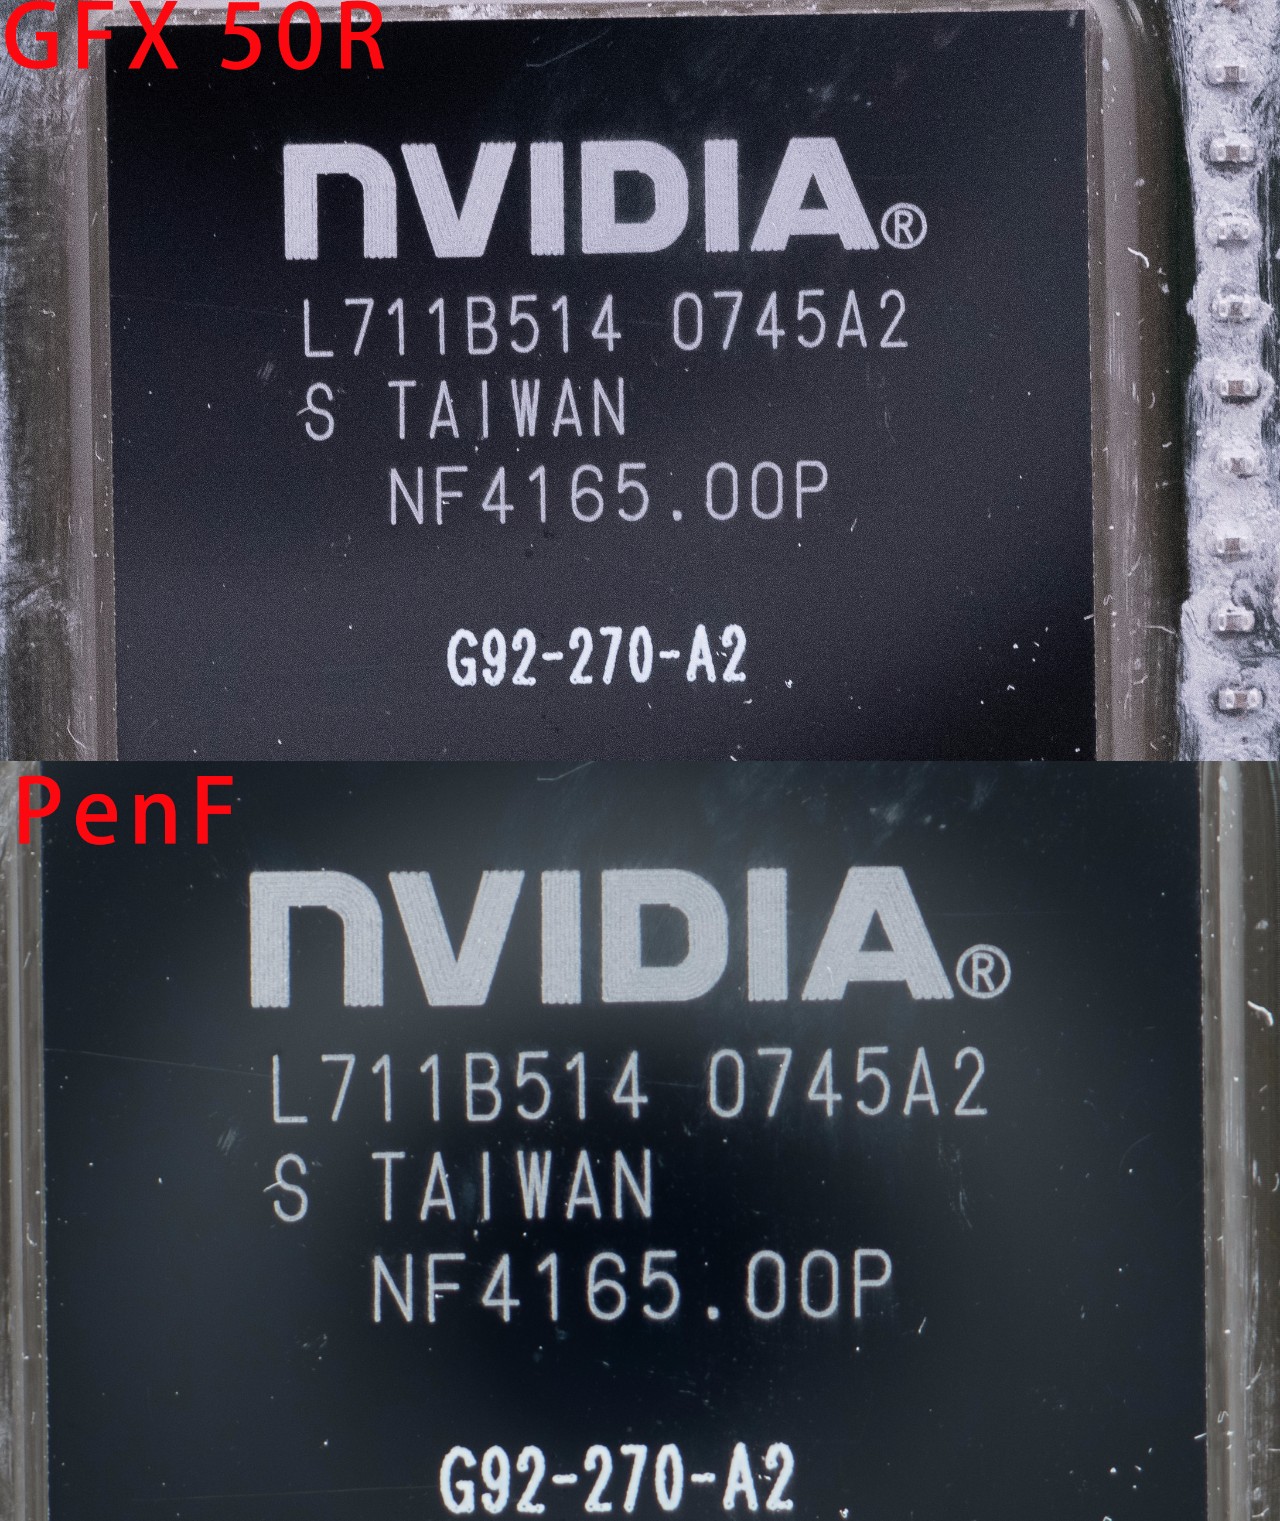 GFX 50R
nVIDIA®
L711B514 0745A2
S TAIWAN
NF4165.00P
G92-270-A2
PenF
nVIDIA®
L711B514 0745A2
S TAIWAN
NF4165.00P
G92-270-A2